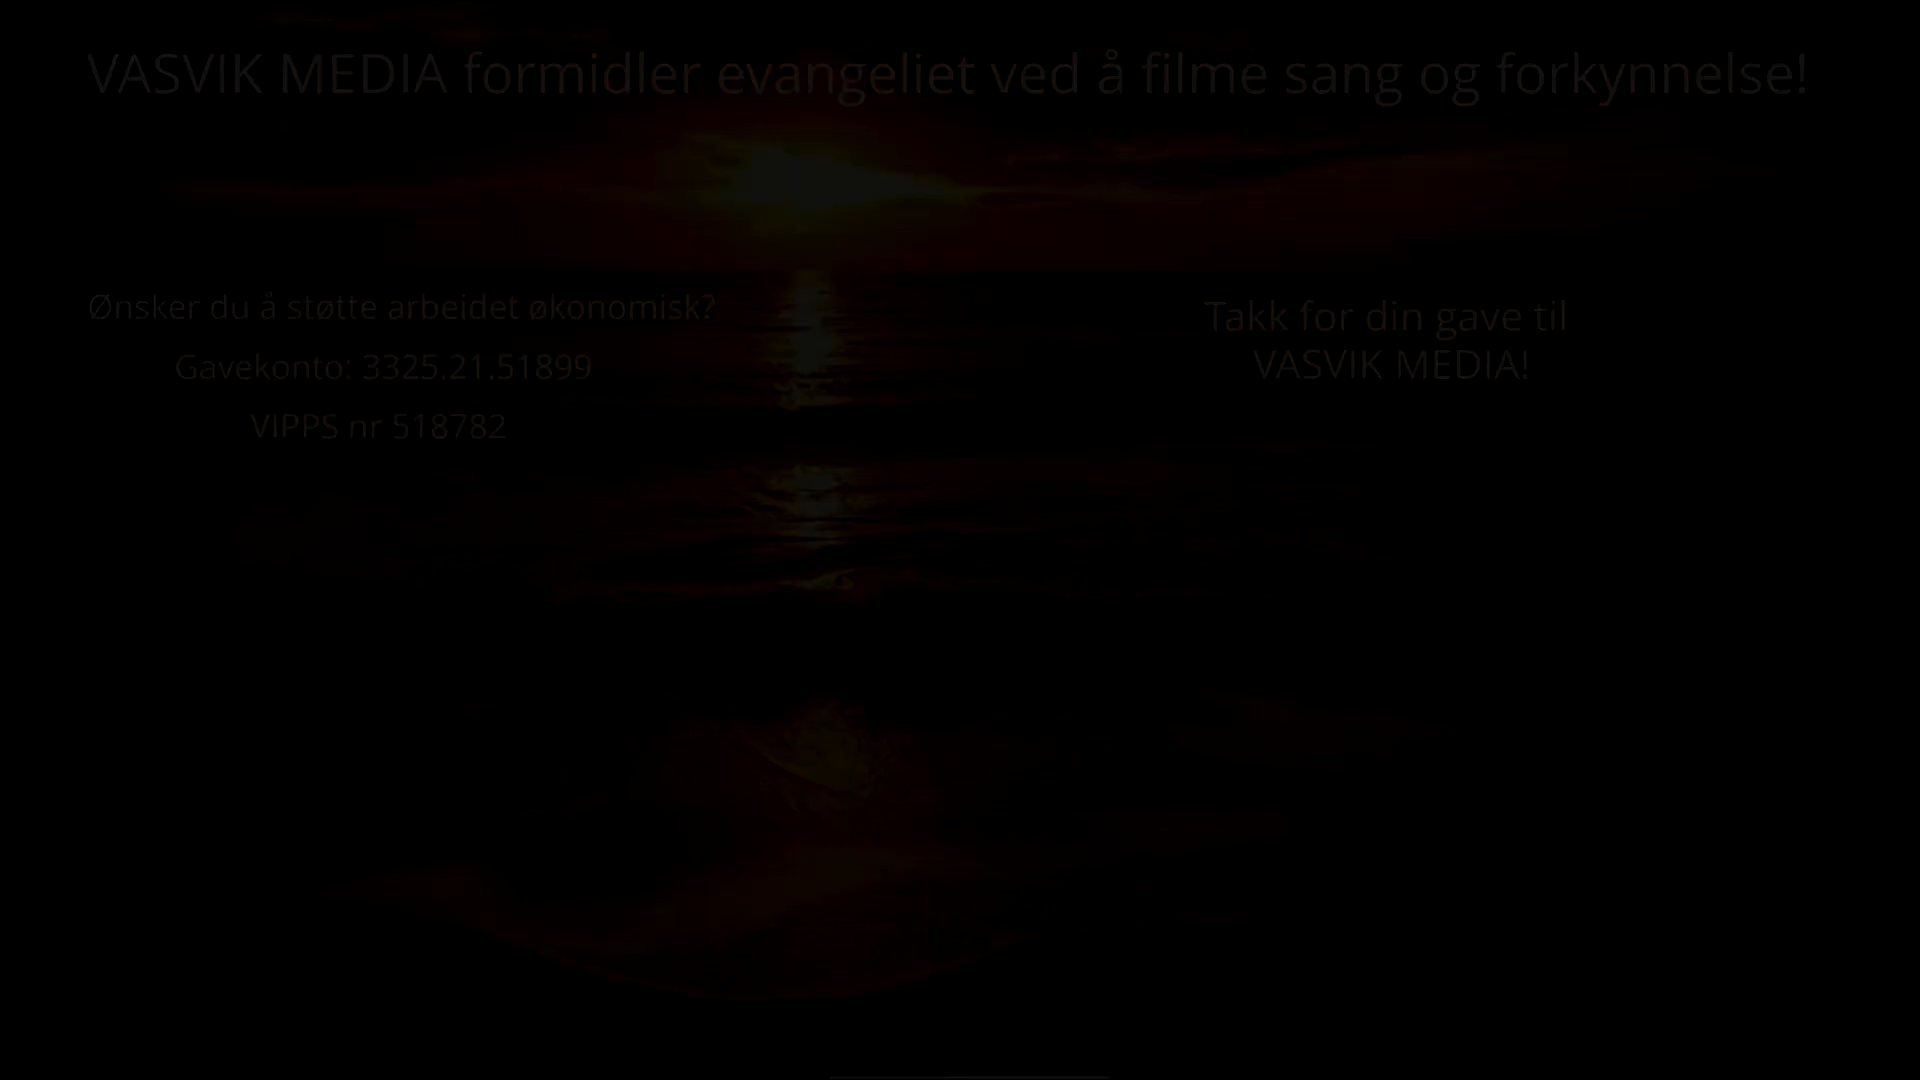 VASVIK MEDIA formidler evangeliet ved å filme sang og forkynnelse!
Ønsker du å støtte arbeidet økonomisk?
Gavekonto: 3325.21.51899
VIPPS nr 518782
Takk for din gave til
VASVIK MEDIA!